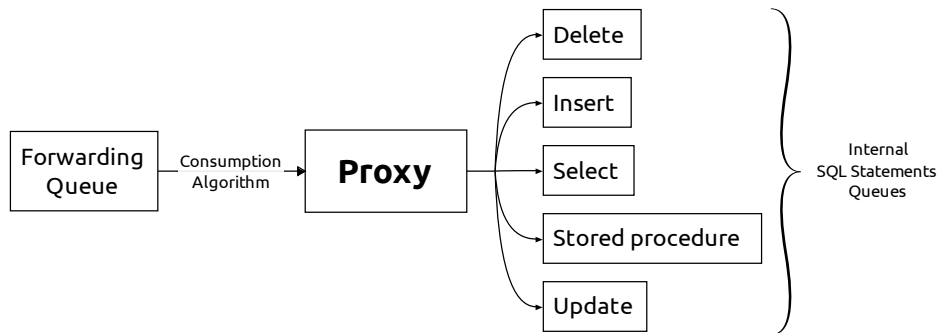 Forwarding
Queue
Consumption
Algorithm
Proxy
Delete
Insert
Select
Stored procedure
Update
Internal
SQL Statements
Queues